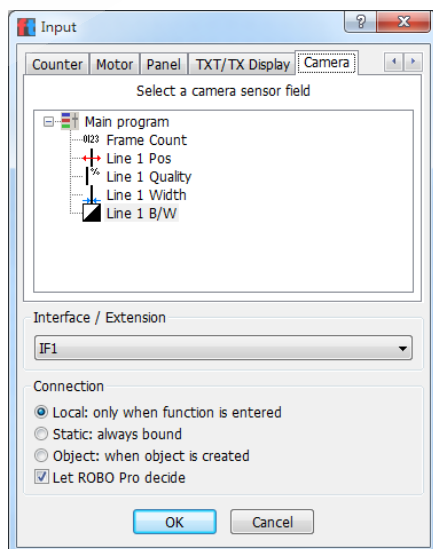 Input
Counter Motor Panel TXT/TX Display Camera
Select a camera sensor field
Main program
0123 Frame Count
Line 1 Pos
% Line 1 Quality
Line 1 Width
Line 1 B/W
Interface / Extension
IF1
Connection
Local: only when function is entered
Static: always bound
Object: when object is created
Let ROBO Pro decide
OK Cancel